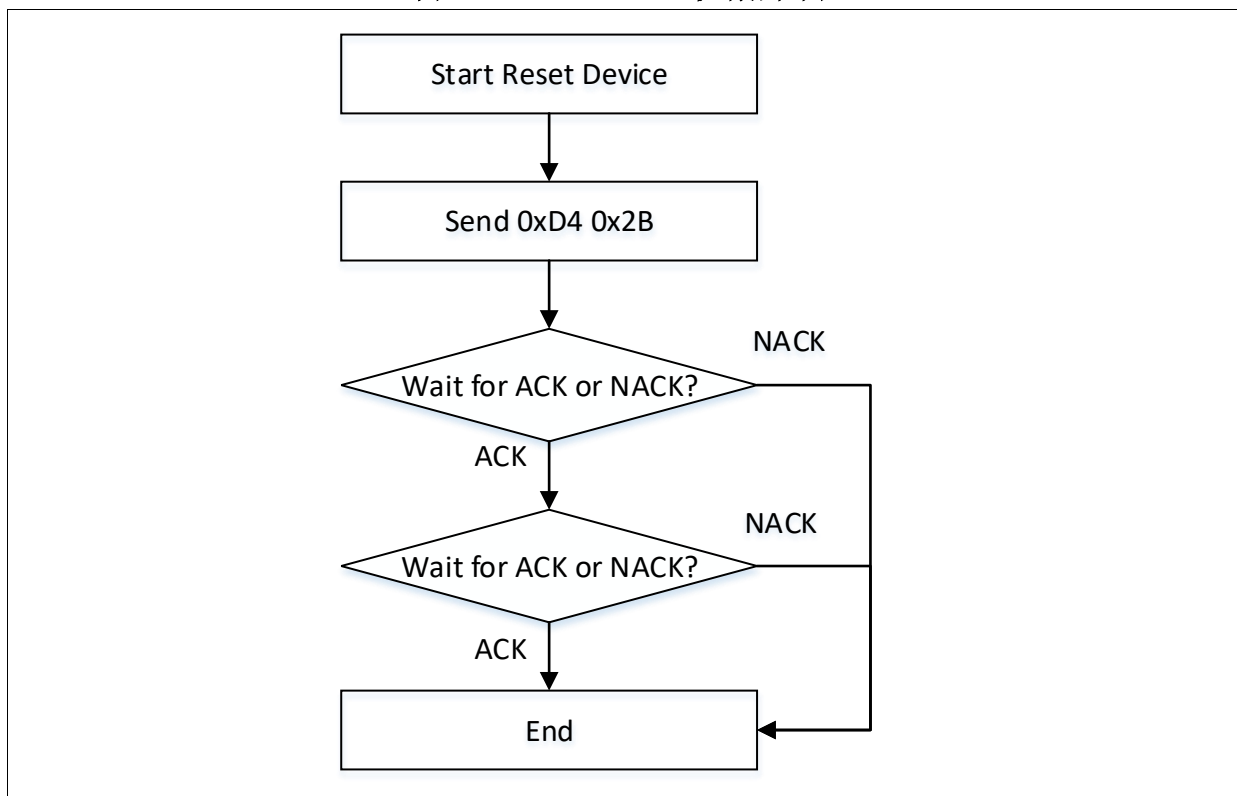 Start Reset Device
Send 0xD4 0x2B
NACK
Wait for ACK or NACK?
ACK
NACK
Wait for ACK or NACK?
ACK
End